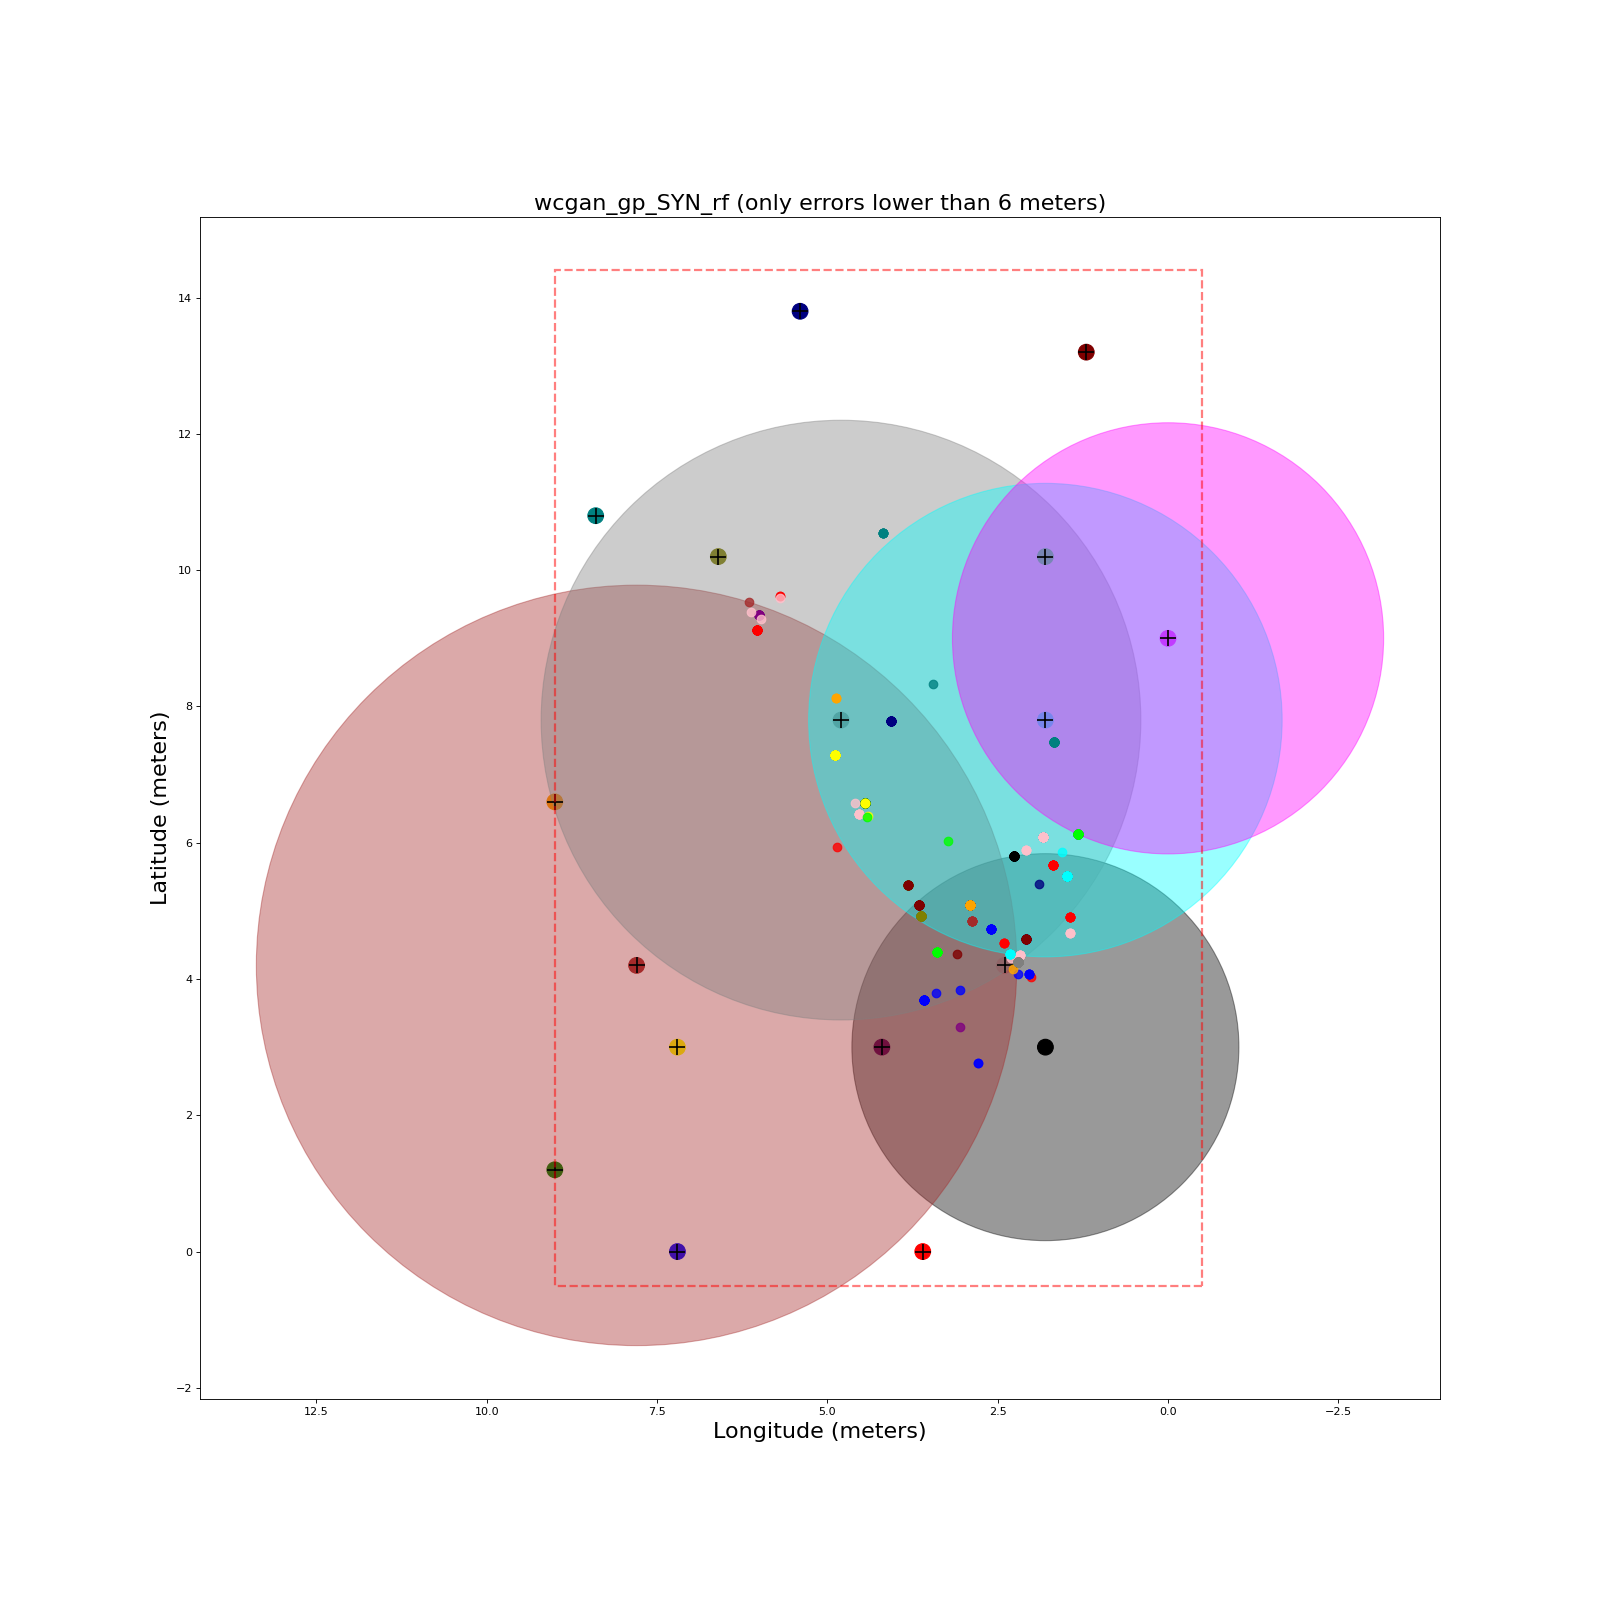 wcgan_gp_SYN_rf (only errors lower than 6 meters)
14
12
10
8
6
4
2
0
−2
Latitude (meters)
12.5 10.0 7.5 5.0 2.5 0.0 −2.5
Longitude (meters)